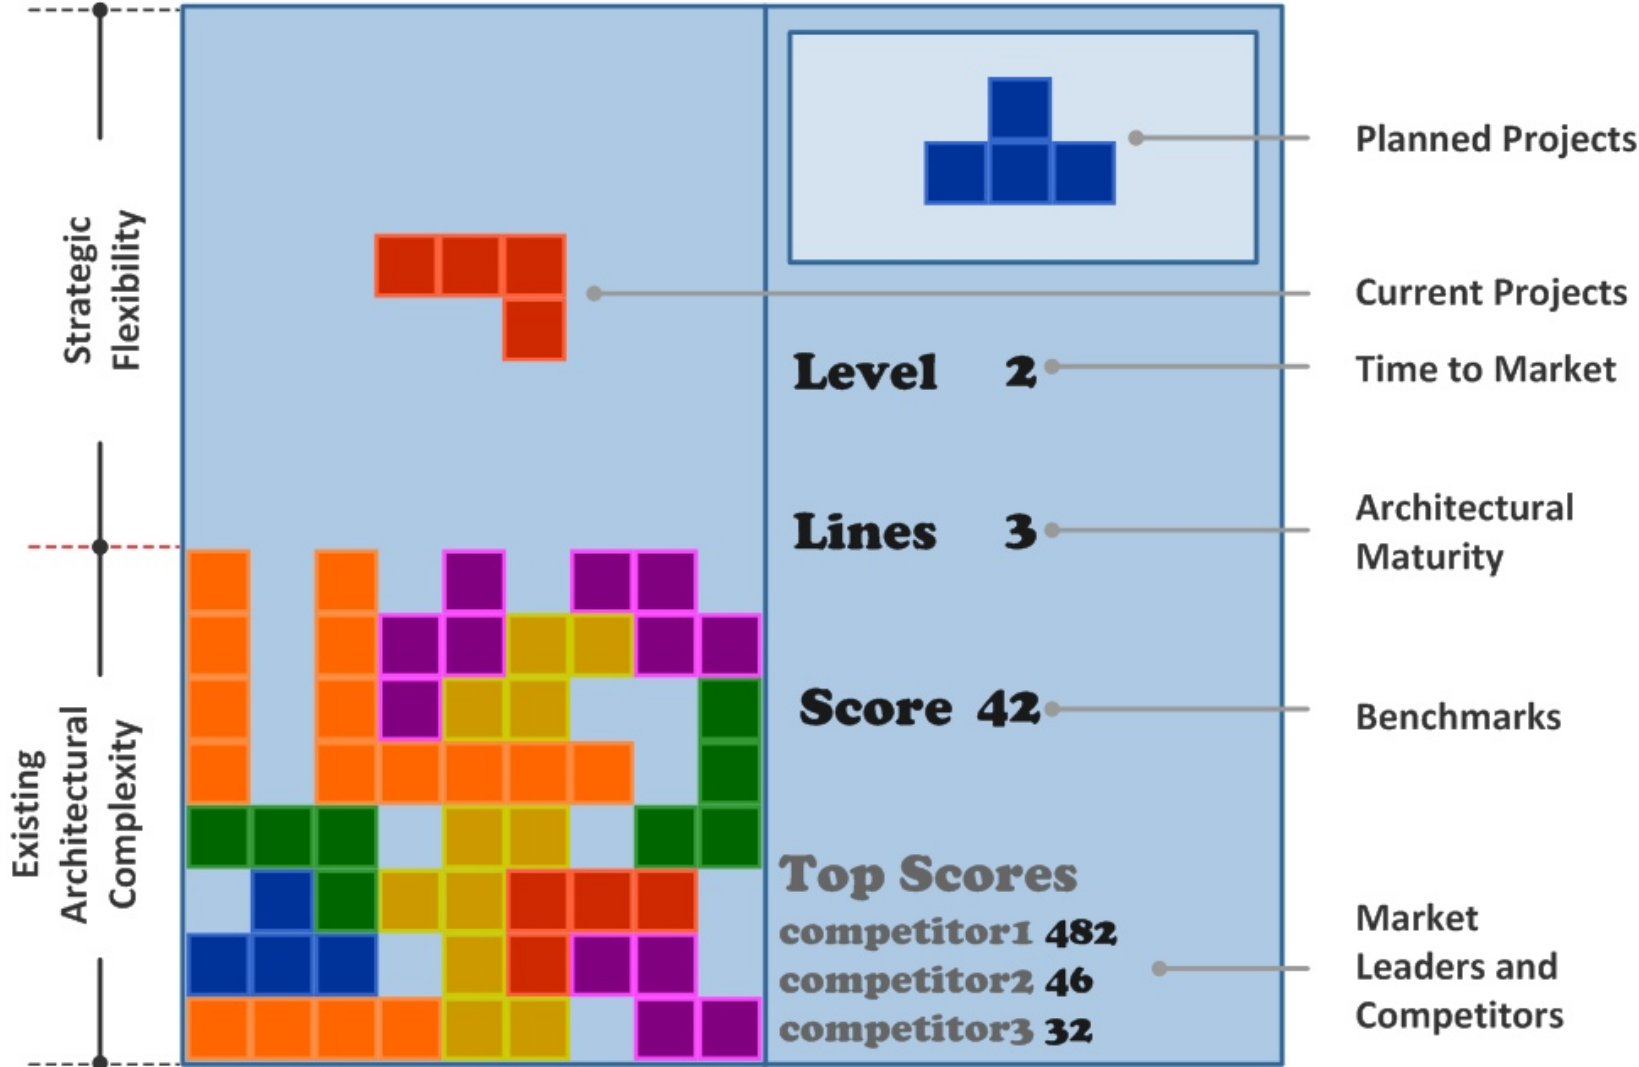 Strategic
Flexibility
Existing
Architectural
Complexity
Planned Projects
Current Projects
Level 2
Time to Market
Lines 3
Architectural
Maturity
Score 42
Benchmarks
Top Scores
competitor1 482
competitor2 46
competitor3 32
Market
Leaders and
Competitors